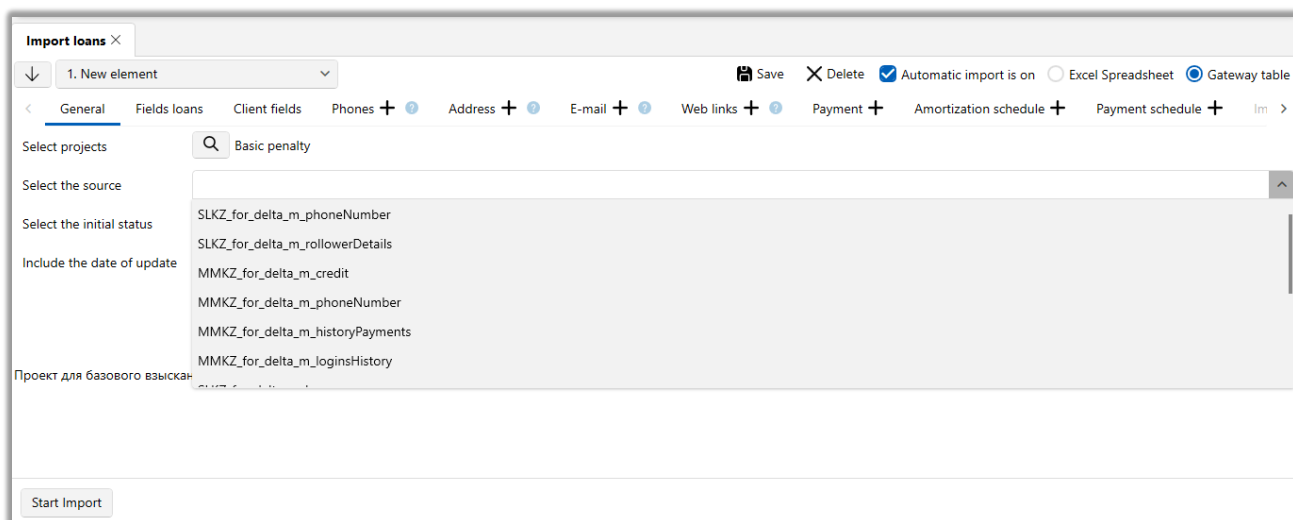 Import loans
1. New element Save Delete Automatic import is on Excel Spreadsheet Gateway table
General Fields loans Client fields Phones + ? Address + ? E-mail + ? Web links + ? Payment + Amortization schedule + Payment schedule + Im
Select projects Basic penalty
Select the source
SLKZ_for_delta_m_phoneNumber
Select the initial status
SLKZ_for_delta_m_rollowerDetails
Include the date of update
MMKZ_for_delta_m_credit
MMKZ_for_delta_m_phoneNumber
MMKZ_for_delta_m_historyPayments
MMKZ_for_delta_m_loginsHistory
Проект для базового взыскан
Start Import